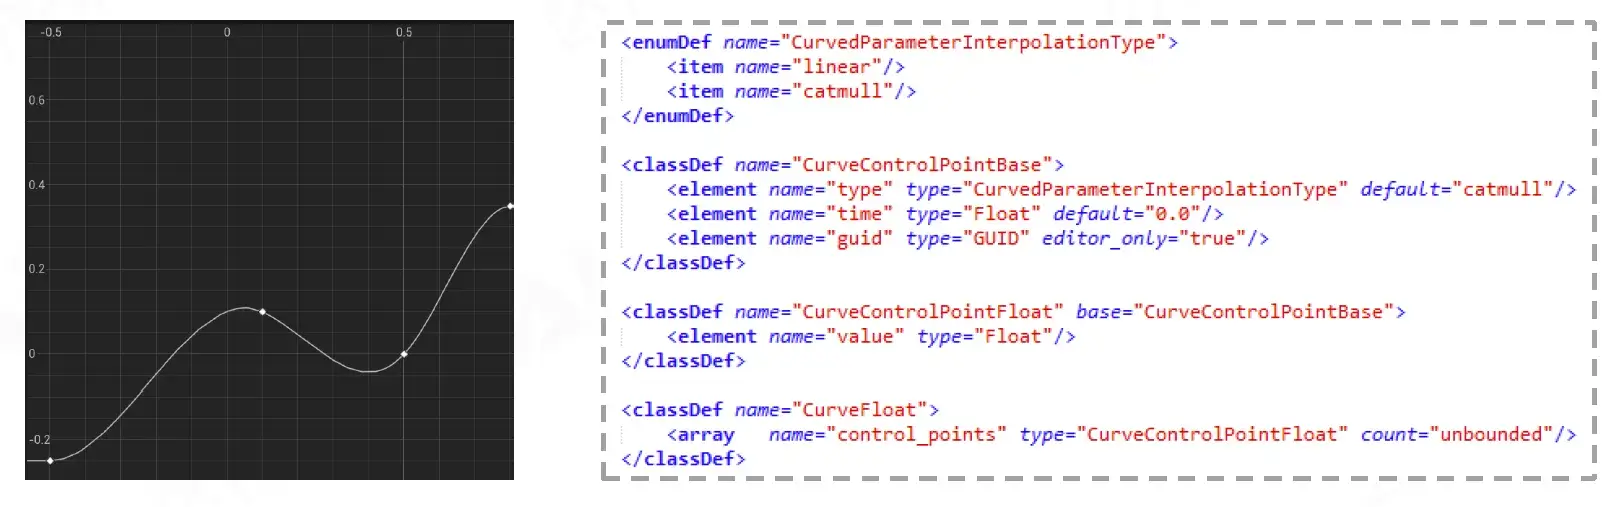 -0.5 0 0.5
0.6
0.4
0.2
0
-0.2
<enumDef name="CurvedParameterInterpolationType">
    <item name="linear"/>
    <item name="catmull"/>
</enumDef>
<classDef name="CurveControlPointBase">
    <element name="type" type="CurvedParameterInterpolationType" default="catmull"/>
    <element name="time" type="Float" default="0.0"/>
    <element name="guid" type="GUID" editor_only="true"/>
</classDef>
<classDef name="CurveControlPointFloat" base="CurveControlPointBase">
    <element name="value" type="Float"/>
</classDef>
<classDef name="CurveFloat">
    <array   name="control_points" type="CurveControlPointFloat" count="unbounded"/>
</classDef>